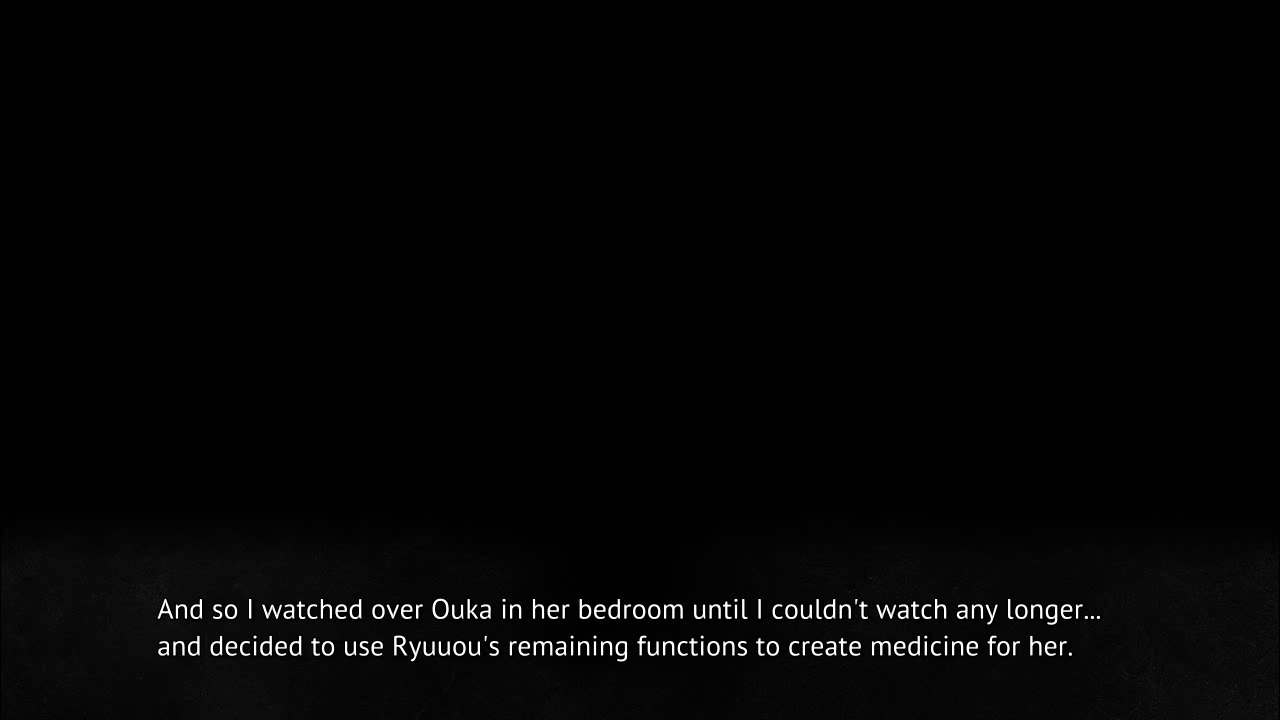 And so I watched over Ouka in her bedroom until I couldn't watch any longer...
and decided to use Ryuuou's remaining functions to create medicine for her.